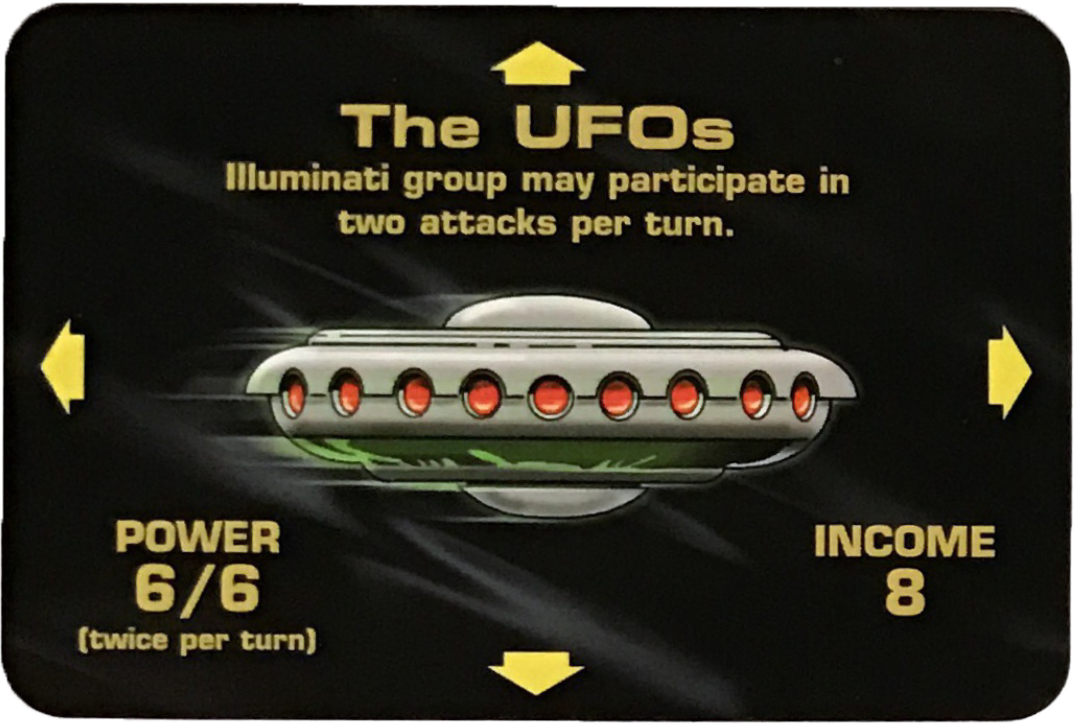 The UFOs
Illuminati group may participate in
two attacks per turn.
POWER
6/6
(twice per turn)
INCOME
8